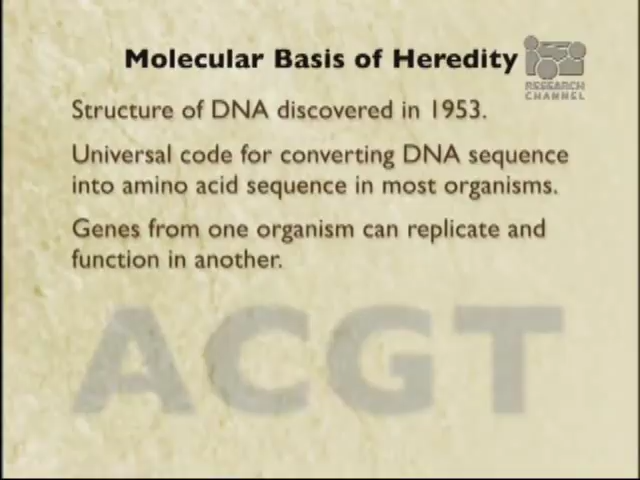 Molecular Basis of Heredity
RESEARCH
CHANNEL
Structure of DNA discovered in 1953.
Universal code for converting DNA sequence
into amino acid sequence in most organisms.
Genes from one organism can replicate and
function in another.
ACGT